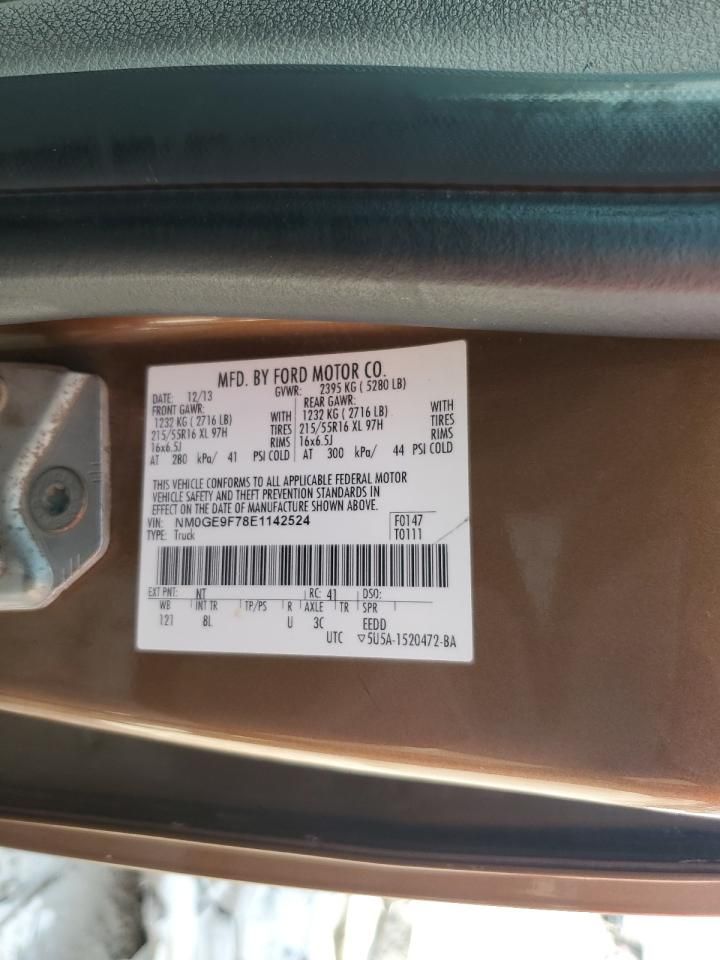 MFD. BY FORD MOTOR CO.
DATE: 12/13 GVWR: 2395 KG ( 5280 LB)
FRONT GAWR: REAR GAWR:
1232 KG ( 2716 LB) WITH 1232 KG ( 2716 LB) WITH
215/55R16 XL 97H TIRES 215/55R16 XL 97H TIRES
16x6.5J RIMS 16x6.5J RIMS
AT 280 kPa/ 41 PSI COLD AT 300 kPa/ 44 PSI COLD
THIS VEHICLE CONFORMS TO ALL APPLICABLE FEDERAL MOTOR
VEHICLE SAFETY AND THEFT PREVENTION STANDARDS IN
EFFECT ON THE DATE OF MANUFACTURE SHOWN ABOVE.
VIN: NM0GE9F78E1142524 F0147
TYPE: Truck T0111
EXT PNT: NT RC: 41 DSO:
WB INT TR TP/PS R AXLE TR SPR
121 8L U 3C EEDD
UTC ▽5U5A-1520472-BA